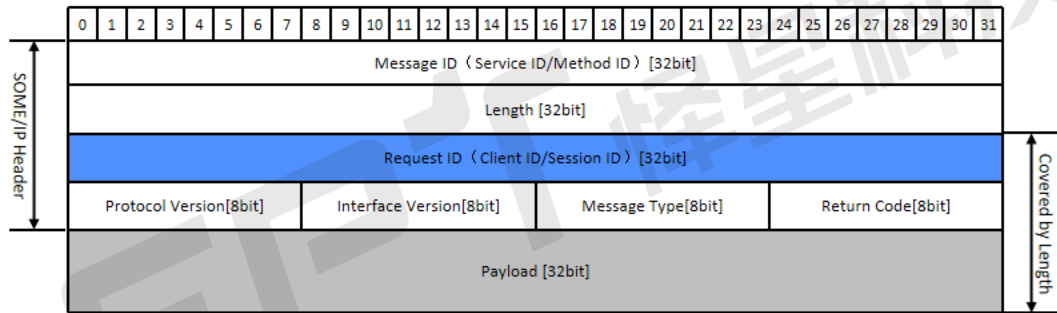 0 1 2 3 4 5 6 7 8 9 10 11 12 13 14 15 16 17 18 19 20 21 22 23 24 25 26 27 28 29 30 31
SOME/IP Header
Message ID（Service ID/Method ID）[32bit]
Length [32bit]
Request ID（Client ID/Session ID）[32bit]
Protocol Version[8bit] Interface Version[8bit] Message Type[8bit] Return Code[8bit]
Payload [32bit]
Covered by Length
怿星科